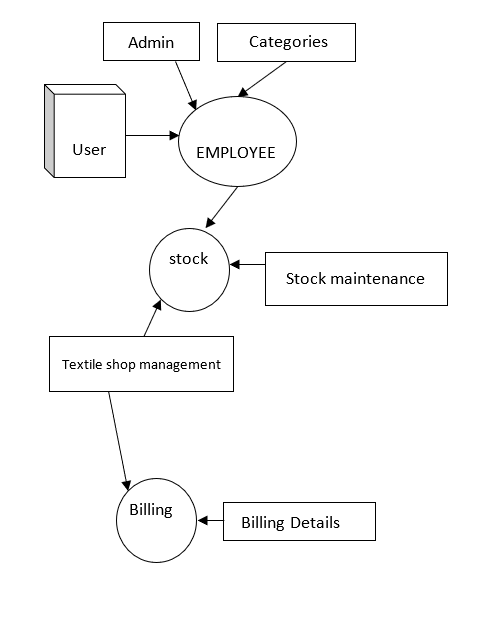 Admin
Categories
User
EMPLOYEE
stock
Stock maintenance
Textile shop management
Billing
Billing Details